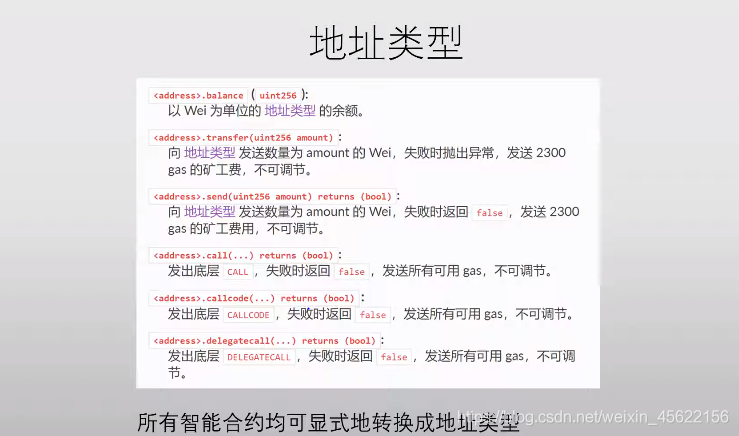 地址类型
<address>.balance ( uint256 ):
以 Wei 为单位的 地址类型 的余额。
<address>.transfer(uint256 amount) :
向 地址类型 发送数量为 amount 的 Wei，失败时抛出异常，发送 2300
gas 的矿工费，不可调节。
<address>.send(uint256 amount) returns (bool) :
向 地址类型 发送数量为 amount 的 Wei，失败时返回 false ，发送 2300
gas 的矿工费用，不可调节。
<address>.call(...) returns (bool) :
发出底层 CALL ，失败时返回 false ，发送所有可用 gas，不可调节。
<address>.callcode(...) returns (bool) :
发出底层 CALLCODE ，失败时返回 false ，发送所有可用 gas，不可调节。
<address>.delegatecall(...) returns (bool) :
发出底层 DELEGATECALL ，失败时返回 false ，发送所有可用 gas，不可调
节。
所有智能合约均可显式地转换成地址类型
https://blog.csdn.net/weixin_45622156